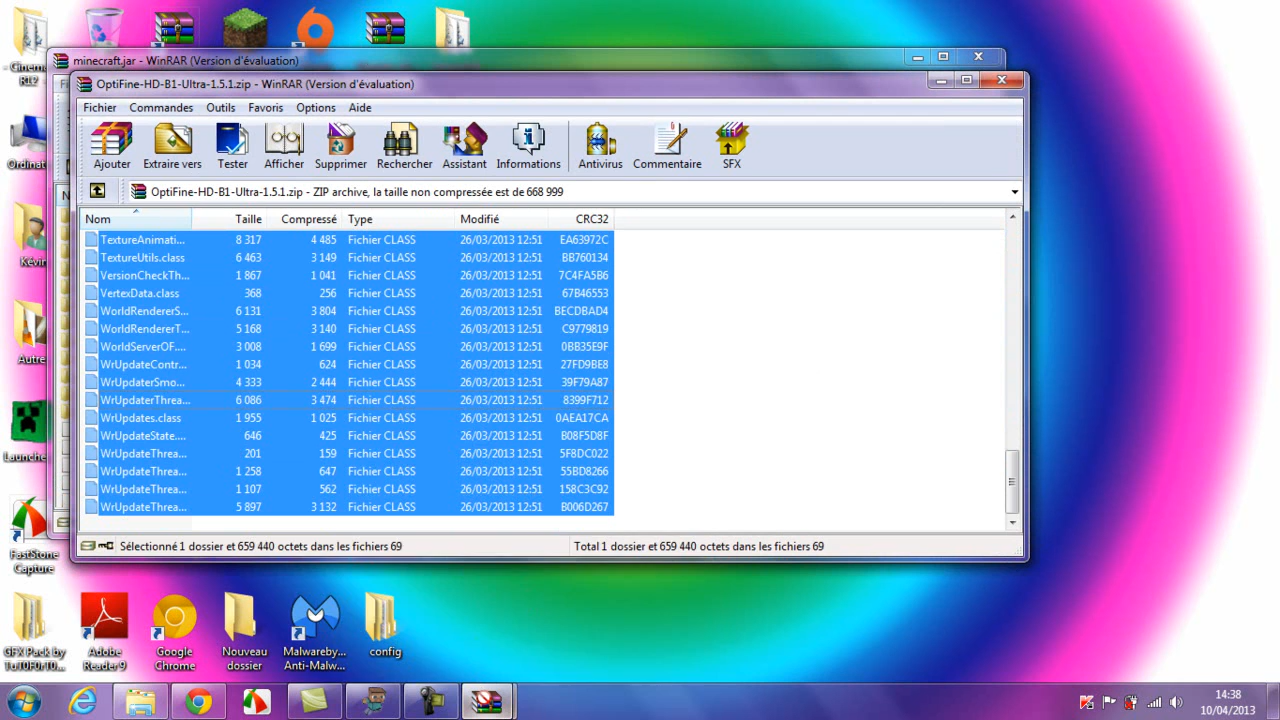 minecraft.jar - WinRAR (Version d'évaluation)
OptiFine-HD-B1-Ultra-1.5.1.zip - WinRAR (Version d'évaluation)
Fichier Commandes Outils Favoris Options Aide
Ajouter Extraire vers Tester Afficher Supprimer Rechercher Assistant Informations Antivirus Commentaire SFX
OptiFine-HD-B1-Ultra-1.5.1.zip - ZIP archive, la taille non compressée est de 668 999
Nom Taille Compressé Type Modifié CRC32
TextureAnimati... 8 317 4 485 Fichier CLASS 26/03/2013 12:51 EA63972C
TextureUtils.class 6 463 3 149 Fichier CLASS 26/03/2013 12:51 BB760134
VersionCheckTh... 1 867 1 041 Fichier CLASS 26/03/2013 12:51 7C4FA5B6
VertexData.class 368 256 Fichier CLASS 26/03/2013 12:51 67B46553
WorldRendererS... 6 131 3 804 Fichier CLASS 26/03/2013 12:51 BECDBAD4
WorldRendererT... 5 168 3 140 Fichier CLASS 26/03/2013 12:51 C9779819
WorldServerOF.... 3 008 1 699 Fichier CLASS 26/03/2013 12:51 0BB35E9F
WrUpdateContr... 1 034 624 Fichier CLASS 26/03/2013 12:51 27FD9BE8
WrUpdaterSmo... 4 333 2 444 Fichier CLASS 26/03/2013 12:51 39F79A87
WrUpdaterThrea... 6 086 3 474 Fichier CLASS 26/03/2013 12:51 8399F712
WrUpdates.class 1 955 1 025 Fichier CLASS 26/03/2013 12:51 0AEA17CA
WrUpdateState.... 646 425 Fichier CLASS 26/03/2013 12:51 B08F5D8F
WrUpdateThrea... 201 159 Fichier CLASS 26/03/2013 12:51 5F8DC022
WrUpdateThrea... 1 258 647 Fichier CLASS 26/03/2013 12:51 55BD8266
WrUpdateThrea... 1 107 562 Fichier CLASS 26/03/2013 12:51 158C3C92
WrUpdateThrea... 5 897 3 132 Fichier CLASS 26/03/2013 12:51 B006D267
Sélectionné 1 dossier et 659 440 octets dans les fichiers 69 Total 1 dossier et 659 440 octets dans les fichiers 69
- Cinem
R12 -
Ordinat
Kévin
Autre
Launche
FastStone
Capture
GFX Pack by
Adobe
Reader 9
Google
Chrome
Nouveau
dossier
Malwareby...
Anti-Malw...
config
14:38
10/04/2013